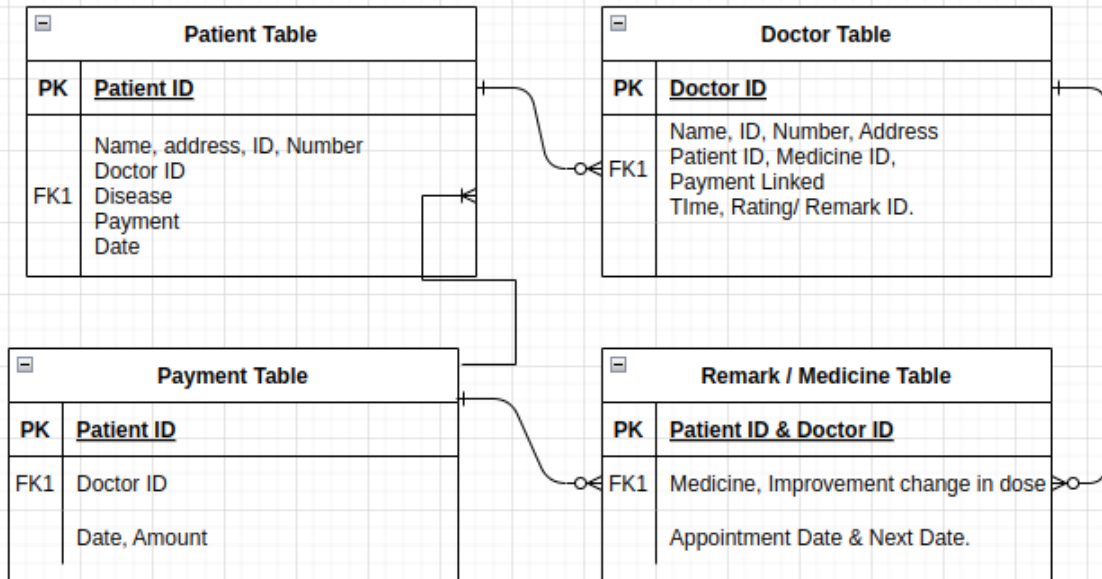 Patient Table
PK Patient ID
FK1
Name, address, ID, Number
Doctor ID
Disease
Payment
Date
Doctor Table
PK Doctor ID
FK1
Name, ID, Number, Address
Patient ID, Medicine ID,
Payment Linked
TIme, Rating/ Remark ID.
Payment Table
PK Patient ID
FK1 Doctor ID
Date, Amount
Remark / Medicine Table
PK Patient ID & Doctor ID
FK1 Medicine, Improvement change in dose
Appointment Date & Next Date.